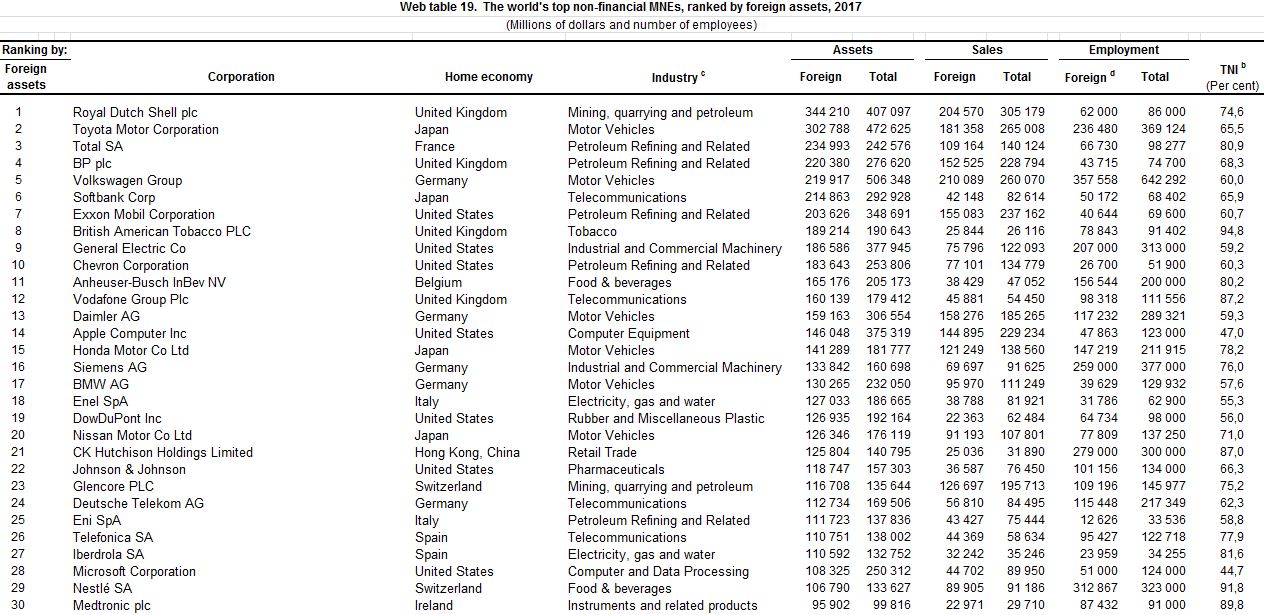 Web table 19. The world's top non-financial MNEs, ranked by foreign assets, 2017
(Millions of dollars and number of employees)
Ranking by: Assets Sales Employment
Foreign assets Corporation Home economy Industry c Foreign Total Foreign Total Foreign d Total TNI b (Per cent)
1 Royal Dutch Shell plc United Kingdom Mining, quarrying and petroleum 344 210 407 097 204 570 305 179 62 000 86 000 74,6
2 Toyota Motor Corporation Japan Motor Vehicles 302 788 472 625 181 358 265 008 236 480 369 124 65,5
3 Total SA France Petroleum Refining and Related 234 993 242 576 109 164 140 124 66 730 98 277 80,9
4 BP plc United Kingdom Petroleum Refining and Related 220 380 276 620 152 525 228 794 43 715 74 700 68,3
5 Volkswagen Group Germany Motor Vehicles 219 917 506 348 210 089 260 070 357 558 642 292 60,0
6 Softbank Corp Japan Telecommunications 214 863 292 928 42 148 82 614 50 172 68 402 65,9
7 Exxon Mobil Corporation United States Petroleum Refining and Related 203 626 348 691 155 083 237 162 40 644 69 600 60,7
8 British American Tobacco PLC United Kingdom Tobacco 189 214 190 643 25 844 26 116 78 843 91 402 94,8
9 General Electric Co United States Industrial and Commercial Machinery 186 586 377 945 75 796 122 093 207 000 313 000 59,2
10 Chevron Corporation United States Petroleum Refining and Related 183 643 253 806 77 101 134 779 26 700 51 900 60,3
11 Anheuser-Busch InBev NV Belgium Food & beverages 165 176 205 173 38 429 47 052 156 544 200 000 80,2
12 Vodafone Group Plc United Kingdom Telecommunications 160 139 179 412 45 881 54 450 98 318 111 556 87,2
13 Daimler AG Germany Motor Vehicles 159 163 306 554 158 276 185 265 117 232 289 321 59,3
14 Apple Computer Inc United States Computer Equipment 146 048 375 319 144 895 229 234 47 863 123 000 47,0
15 Honda Motor Co Ltd Japan Motor Vehicles 141 289 181 777 121 249 138 560 147 219 211 915 78,2
16 Siemens AG Germany Industrial and Commercial Machinery 133 842 160 698 69 697 91 625 259 000 377 000 76,0
17 BMW AG Germany Motor Vehicles 130 265 232 050 95 970 111 249 39 629 129 932 57,6
18 Enel SpA Italy Electricity, gas and water 127 033 186 665 38 788 81 921 31 786 62 900 55,3
19 DowDuPont Inc United States Rubber and Miscellaneous Plastic 126 935 192 164 22 363 62 484 64 734 98 000 56,0
20 Nissan Motor Co Ltd Japan Motor Vehicles 126 346 176 119 91 193 107 801 77 809 137 250 71,0
21 CK Hutchison Holdings Limited Hong Kong, China Retail Trade 125 804 140 795 25 036 31 890 279 000 300 000 87,0
22 Johnson & Johnson United States Pharmaceuticals 118 747 157 303 36 587 76 450 101 156 134 000 66,3
23 Glencore PLC Switzerland Mining, quarrying and petroleum 116 708 135 644 126 697 195 713 109 196 145 977 75,2
24 Deutsche Telekom AG Germany Telecommunications 112 734 169 506 56 810 84 495 115 448 217 349 62,3
25 Eni SpA Italy Petroleum Refining and Related 111 723 137 836 43 427 75 444 12 626 33 536 58,8
26 Telefonica SA Spain Telecommunications 110 751 138 002 44 369 58 634 95 427 122 718 77,9
27 Iberdrola SA Spain Electricity, gas and water 110 592 132 752 32 242 35 246 23 959 34 255 81,6
28 Microsoft Corporation United States Computer and Data Processing 108 325 250 312 44 702 89 950 51 000 124 000 44,7
29 Nestlé SA Switzerland Food & beverages 106 790 133 627 89 905 91 186 312 867 323 000 91,8
30 Medtronic plc Ireland Instruments and related products 95 902 99 816 22 971 29 710 87 432 91 000 89,8